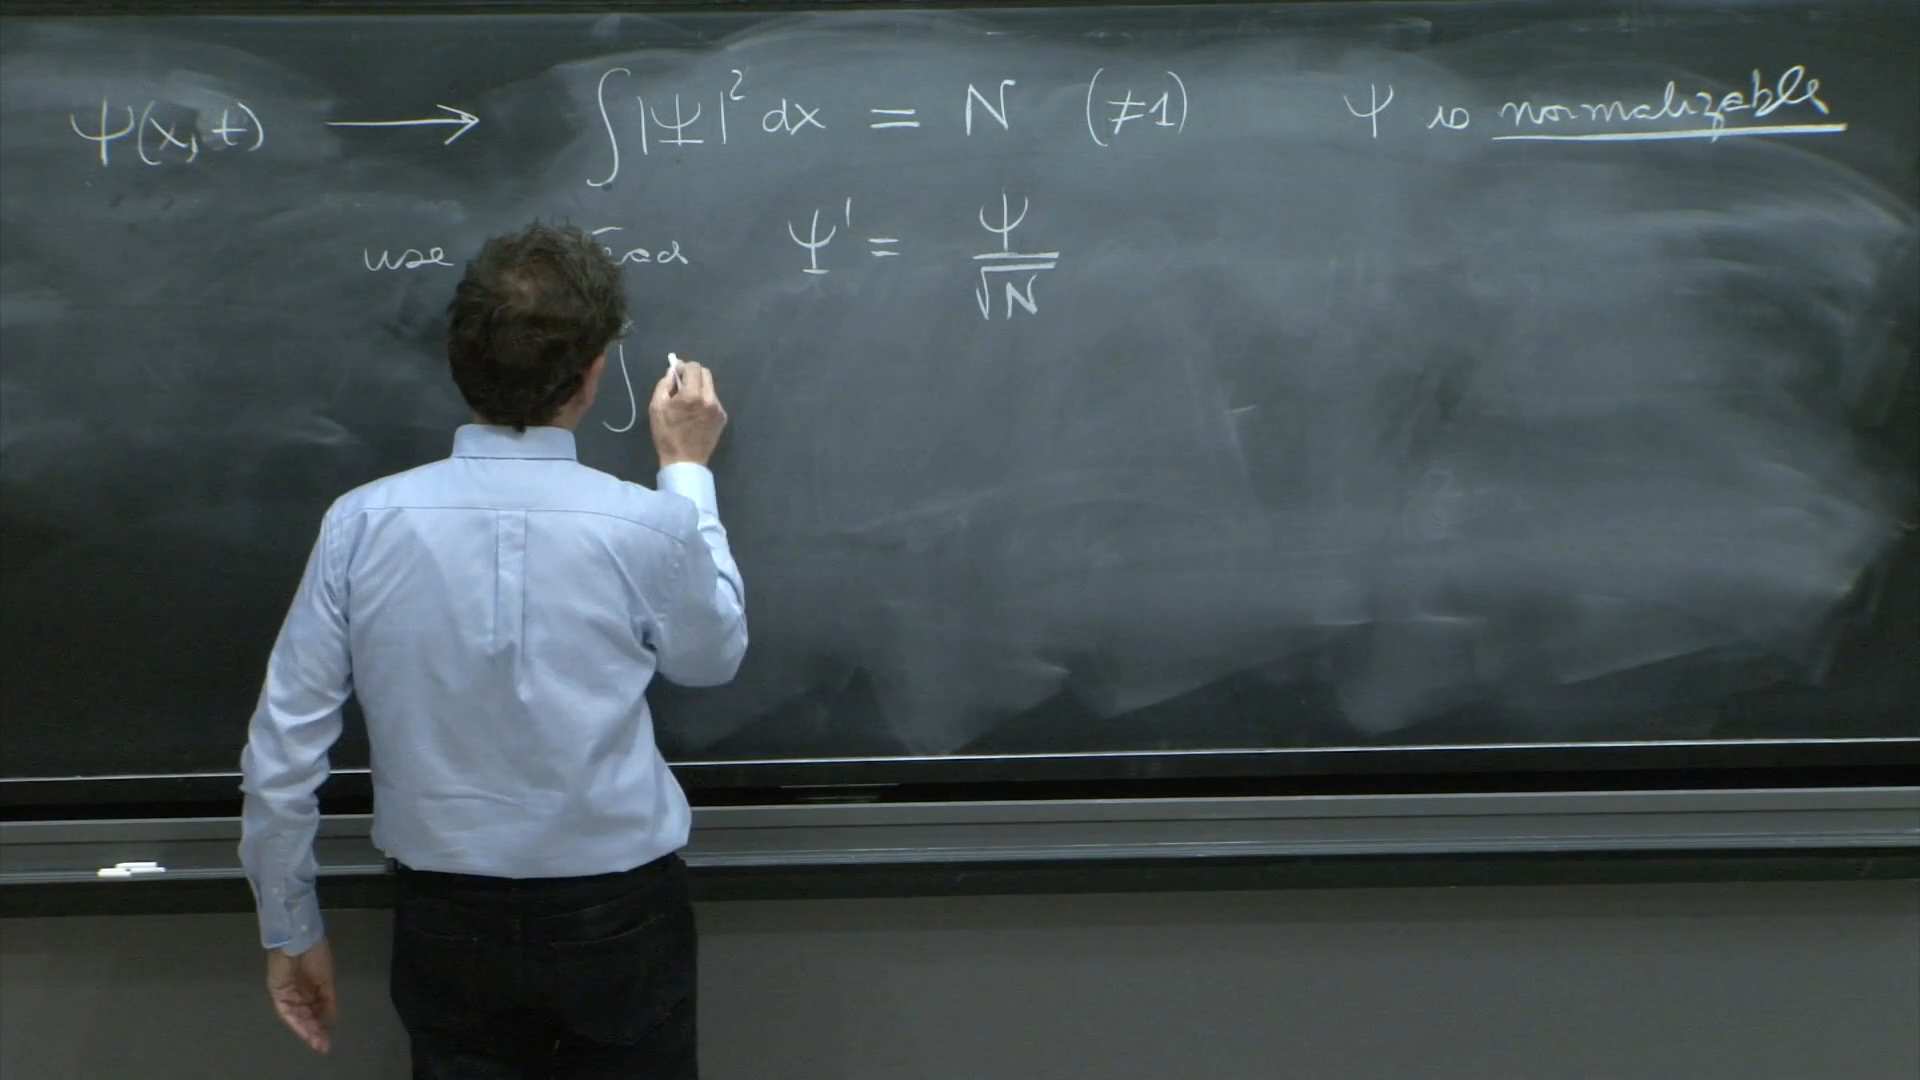 Ψ(x,t) ⟶ ∫|Ψ|² dx = N (≠1) Ψ is normalizable
use Ψ' = Ψ/√N
∫